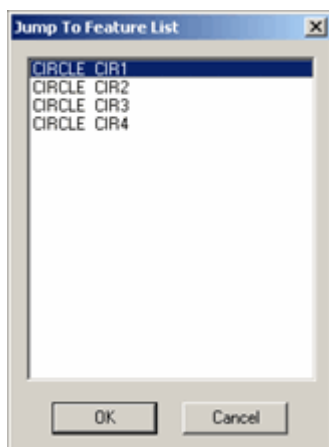 Jump To Feature List
CIRCLE CIR1
CIRCLE CIR2
CIRCLE CIR3
CIRCLE CIR4
OK Cancel